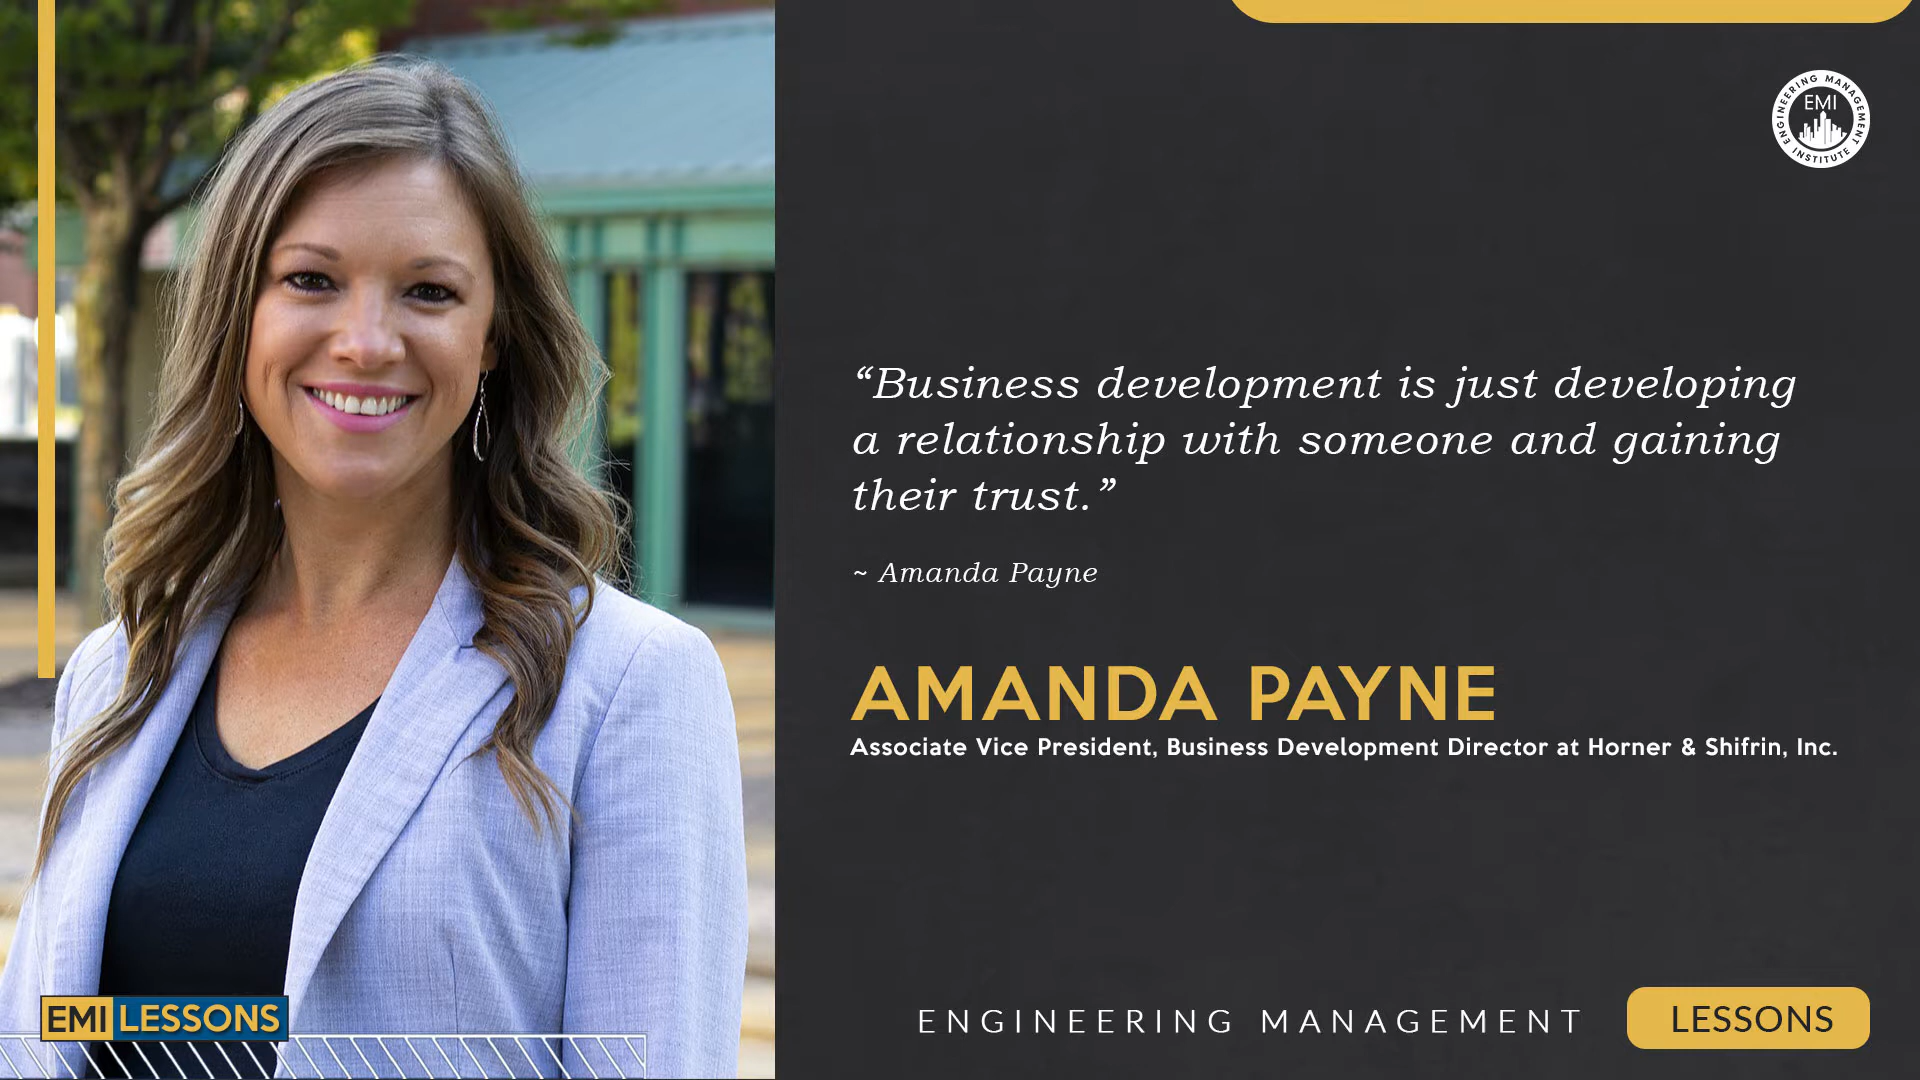 ENGINEERING MANAGEMENT
INSTITUTE
EMI
“Business development is just developing
a relationship with someone and gaining
their trust.”
~ Amanda Payne
AMANDA PAYNE
Associate Vice President, Business Development Director at Horner & Shifrin, Inc.
EMI LESSONS
ENGINEERING MANAGEMENT LESSONS